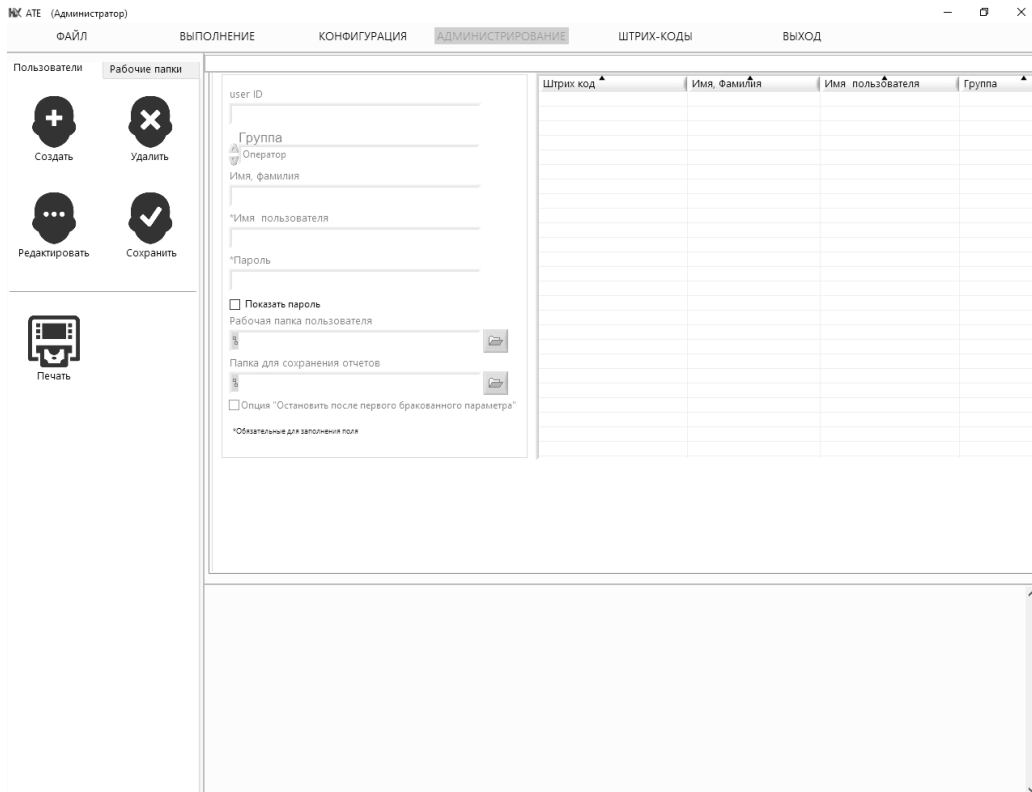 NX ATE (Администратор)
ФАЙЛ ВЫПОЛНЕНИЕ КОНФИГУРАЦИЯ АДМИНИСТРИРОВАНИЕ ШТРИХ-КОДЫ ВЫХОД
Пользователи Рабочие папки
Создать Удалить
Редактировать Сохранить
Печать
user ID
Группа
Оператор
Имя, фамилия
*Имя пользователя
*Пароль
Показать пароль
Рабочая папка пользователя
Папка для сохранения отчетов
Опция "Остановить после первого бракованного параметра"
*Обязательные для заполнения поля
Штрих код Имя, Фамилия Имя пользователя Группа